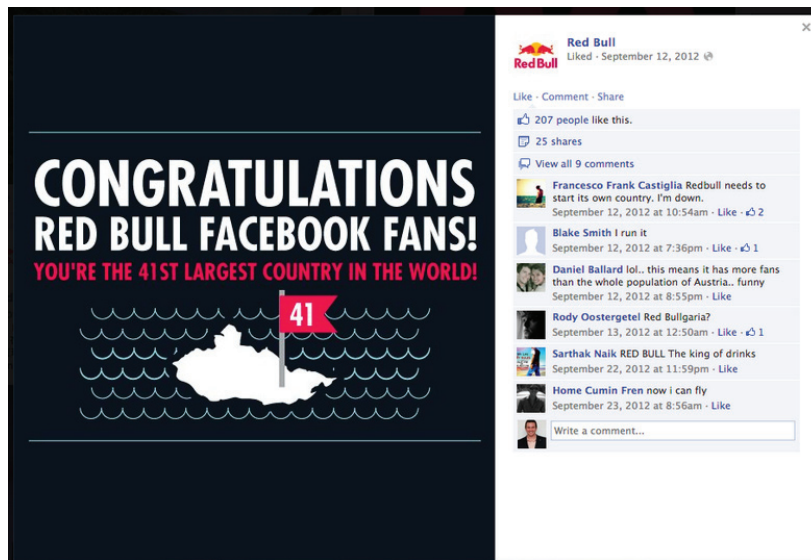 CONGRATULATIONS
RED BULL FACEBOOK FANS!
YOU'RE THE 41ST LARGEST COUNTRY IN THE WORLD!
41
Red Bull
Red Bull
Liked · September 12, 2012
Like · Comment · Share
207 people like this.
25 shares
View all 9 comments
Francesco Frank Castiglia Redbull needs to
start its own country. I'm down.
September 12, 2012 at 10:54am · Like · 2
Blake Smith I run it
September 12, 2012 at 7:36pm · Like · 1
Daniel Ballard lol.. this means it has more fans
than the whole population of Austria.. funny
September 12, 2012 at 8:55pm · Like
Rody Oostergetel Red Bullgaria?
September 13, 2012 at 12:50am · Like · 1
Sarthak Naik RED BULL The king of drinks
September 22, 2012 at 11:59pm · Like
Home Cumin Fren now i can fly
September 23, 2012 at 8:56am · Like
Write a comment...